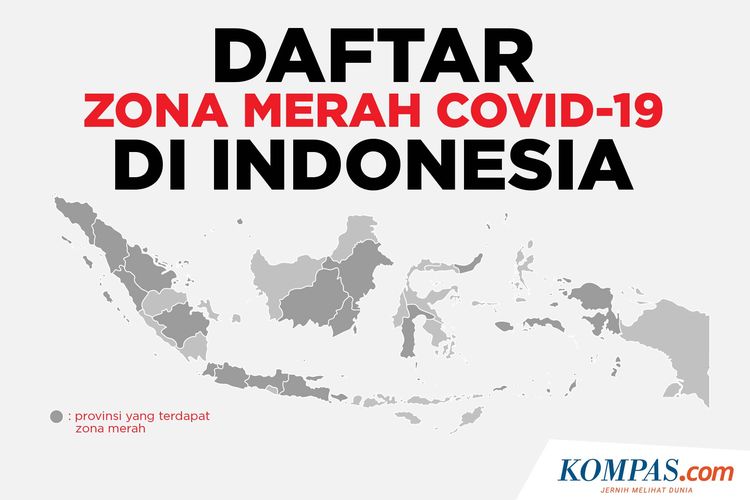 DAFTAR
ZONA MERAH COVID-19
DI INDONESIA
: provinsi yang terdapat
zona merah
KOMPAS.com
JERNIH MELIHAT DUNIA